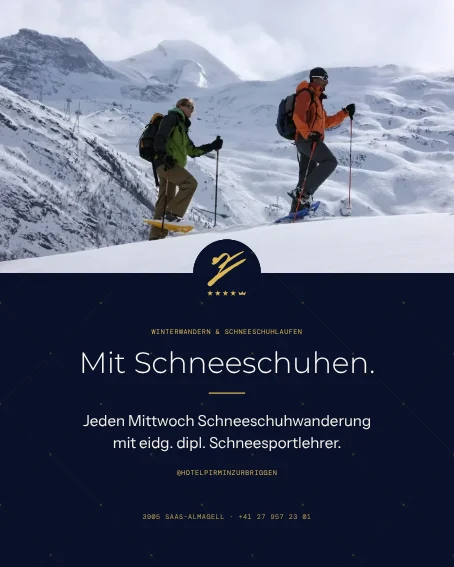 WINTERWANDERN & SCHNEESCHUHLAUFEN
Mit Schneeschuhen.
Jeden Mittwoch Schneeschuhwanderung
mit eidg. dipl. Schneesportlehrer.
@HOTELPIRMINZURBRIGGEN
3905 SAAS-ALMAGELL · +41 27 957 23 01